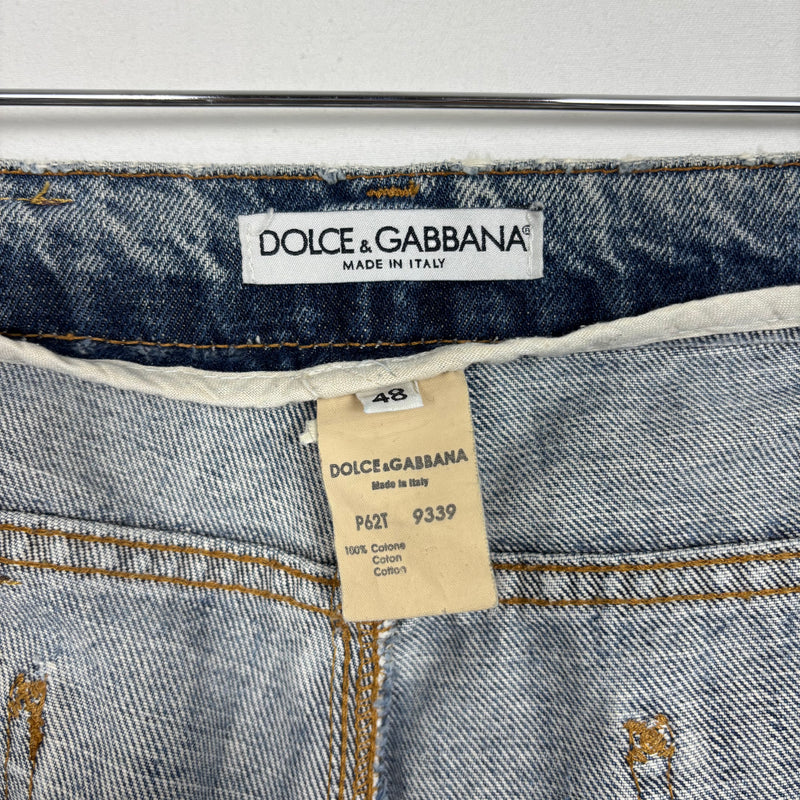 DOLCE & GABBANA®
MADE IN ITALY
48
DOLCE & GABBANA
Made in Italy
P62T 9339
100% Cotone
Coton
Cotton